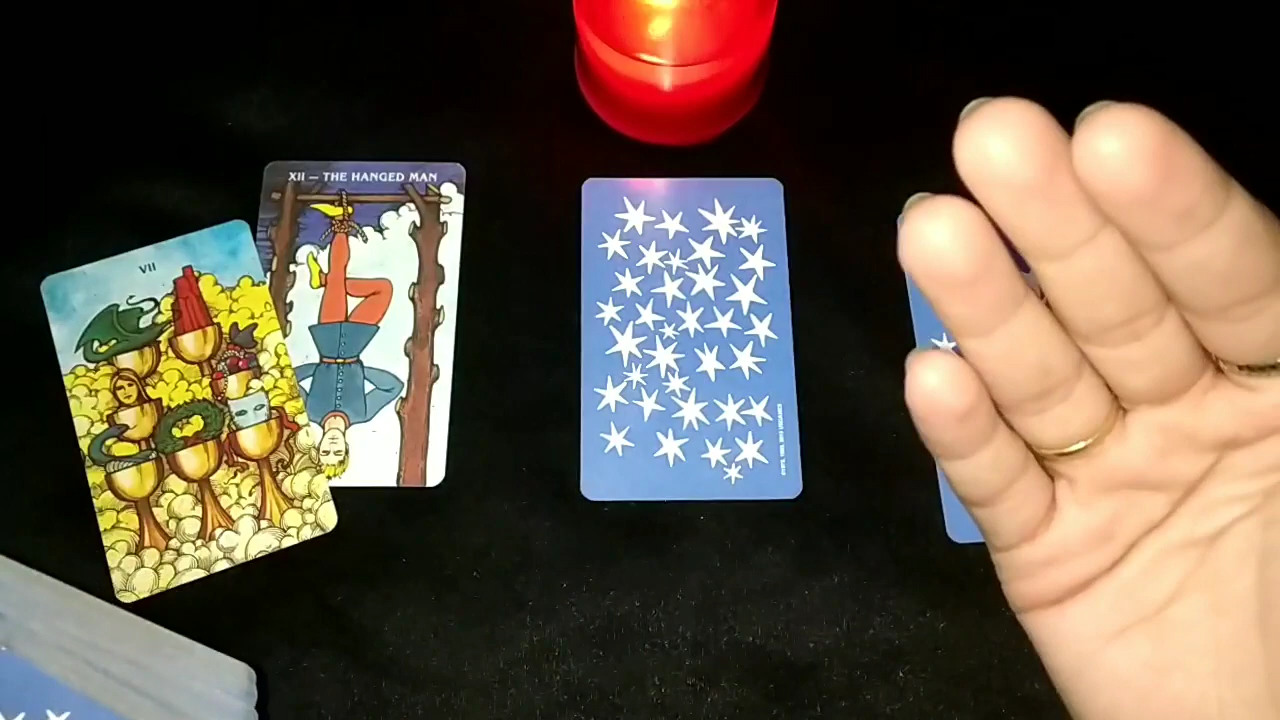 XII — THE HANGED MAN
VII